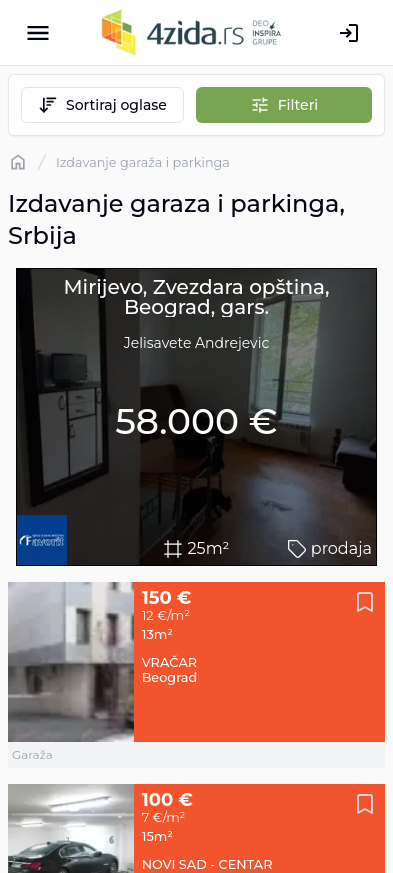 4zida.rs DEO INSPIRA GRUPE
Sortiraj oglase
Filteri
/ Izdavanje garaža i parkinga
Izdavanje garaza i parkinga,
Srbija
Mirijevo, Zvezdara opština,
Beograd, gars.
Jelisavete Andrejevic
58.000 €
Favorit
25m²
prodaja
150 €
12 €/m²
13m²
VRAČAR
Beograd
Garaža
100 €
7 €/m²
15m²
NOVI SAD - CENTAR